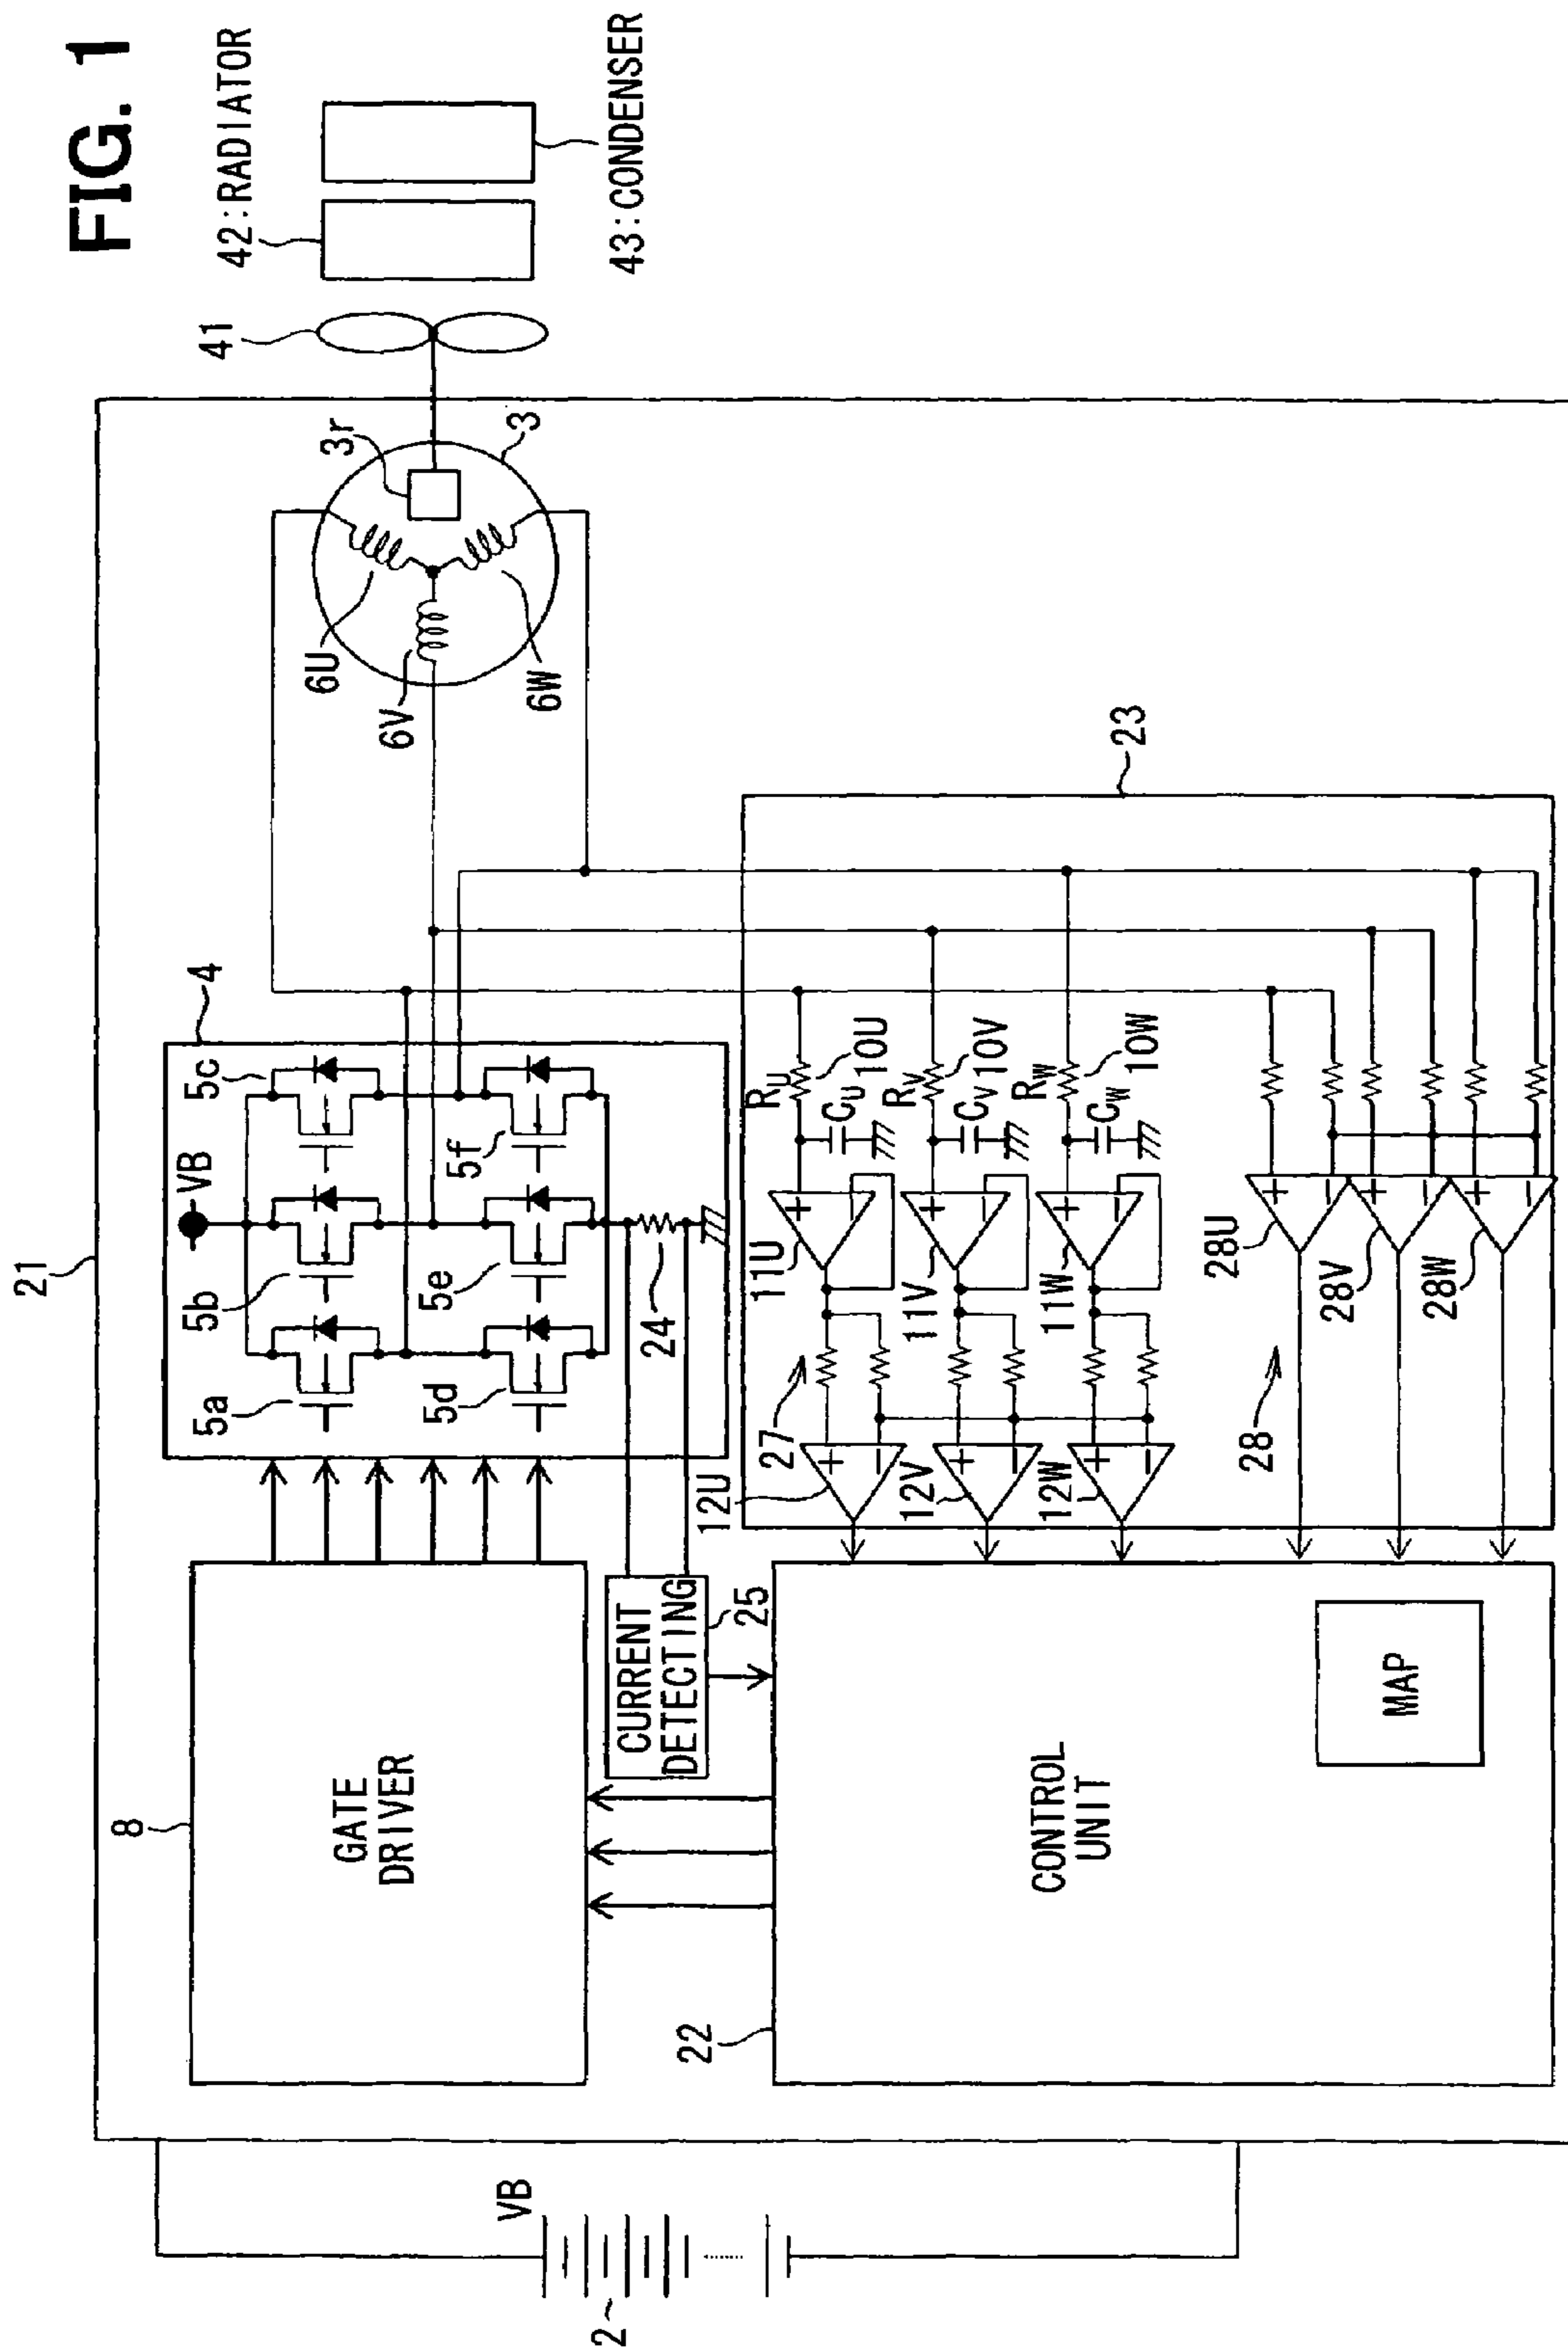 FIG. 1
21
8
GATE
DRIVER
4
VB
5a
5b
5c
5d
5e
5f
24
CURRENT
DETECTING
25
3r
3
6U
6V
6W
41
42:RADIATOR
43:CONDENSER
VB
2
22
CONTROL
UNIT
MAP
23
RU
10U
CU
RV
10V
CV
RW
10W
CW
11U
+
−
11V
+
−
11W
+
−
27
12U
+
−
12V
+
−
12W
+
−
28
28U
+
−
28V
+
−
28W
+
−